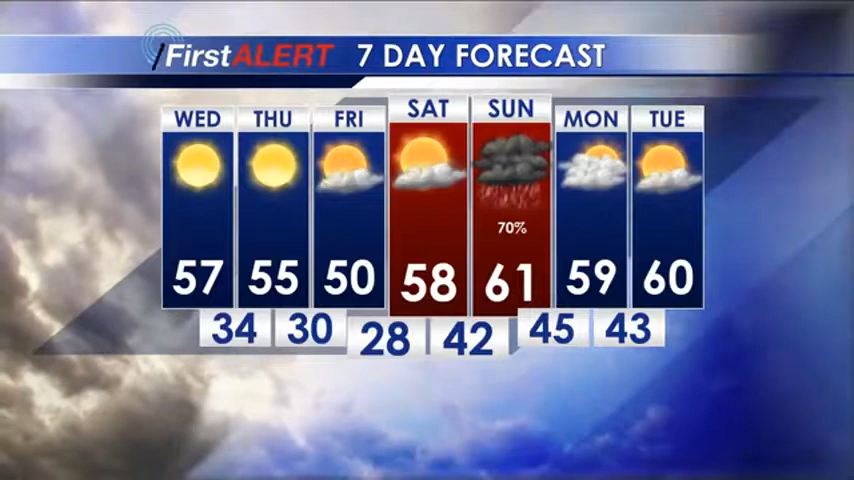 FirstALERT 7 DAY FORECAST
WED THU FRI SAT SUN MON TUE
70%
57 55 50 58 61 59 60
34 30 28 42 45 43